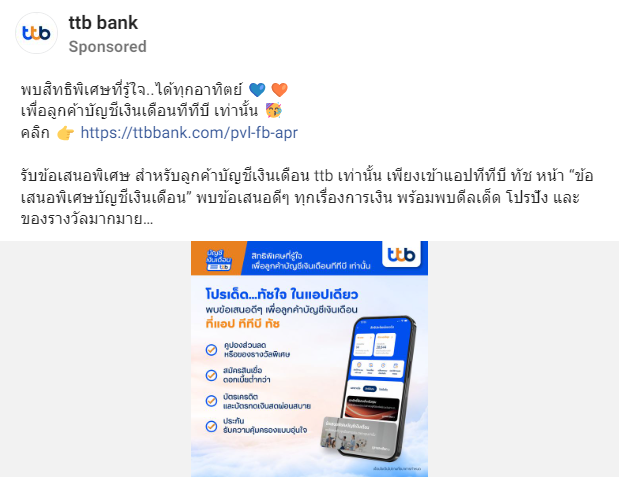 ttb bank
Sponsored
พบสิทธิพิเศษที่รู้ใจ..ได้ทุกอาทิตย์ 💙 🧡
เพื่อลูกค้าบัญชีเงินเดือนทีทีบี เท่านั้น 🥳
คลิก 👉 https://ttbbank.com/pvl-fb-apr
รับข้อเสนอพิเศษ สำหรับลูกค้าบัญชีเงินเดือน ttb เท่านั้น เพียงเข้าแอปทีทีบี ทัช หน้า “ข้อ
เสนอพิเศษบัญชีเงินเดือน” พบข้อเสนอดีๆ ทุกเรื่องการเงิน พร้อมพบดีลเด็ด โปรปัง และ
ของรางวัลมากมาย...
บัญชี
เงินเดือน
สิทธิพิเศษที่รู้ใจ
เพื่อลูกค้าบัญชีเงินเดือนทีทีบี เท่านั้น
ttb
โปรเด็ด...ทัชใจ ในแอปเดียว
พบข้อเสนอดีๆ เพื่อลูกค้าบัญชีเงินเดือน
ที่แอป ทีทีบี ทัช
คูปองส่วนลด
หรือของรางวัลพิเศษ
สมัครสินเชื่อ
ดอกเบี้ยต่ำกว่า
บัตรเครดิต
และบัตรกดเงินสดผ่อนสบาย
ประกัน
รับความคุ้มครองแบบอุ่นใจ